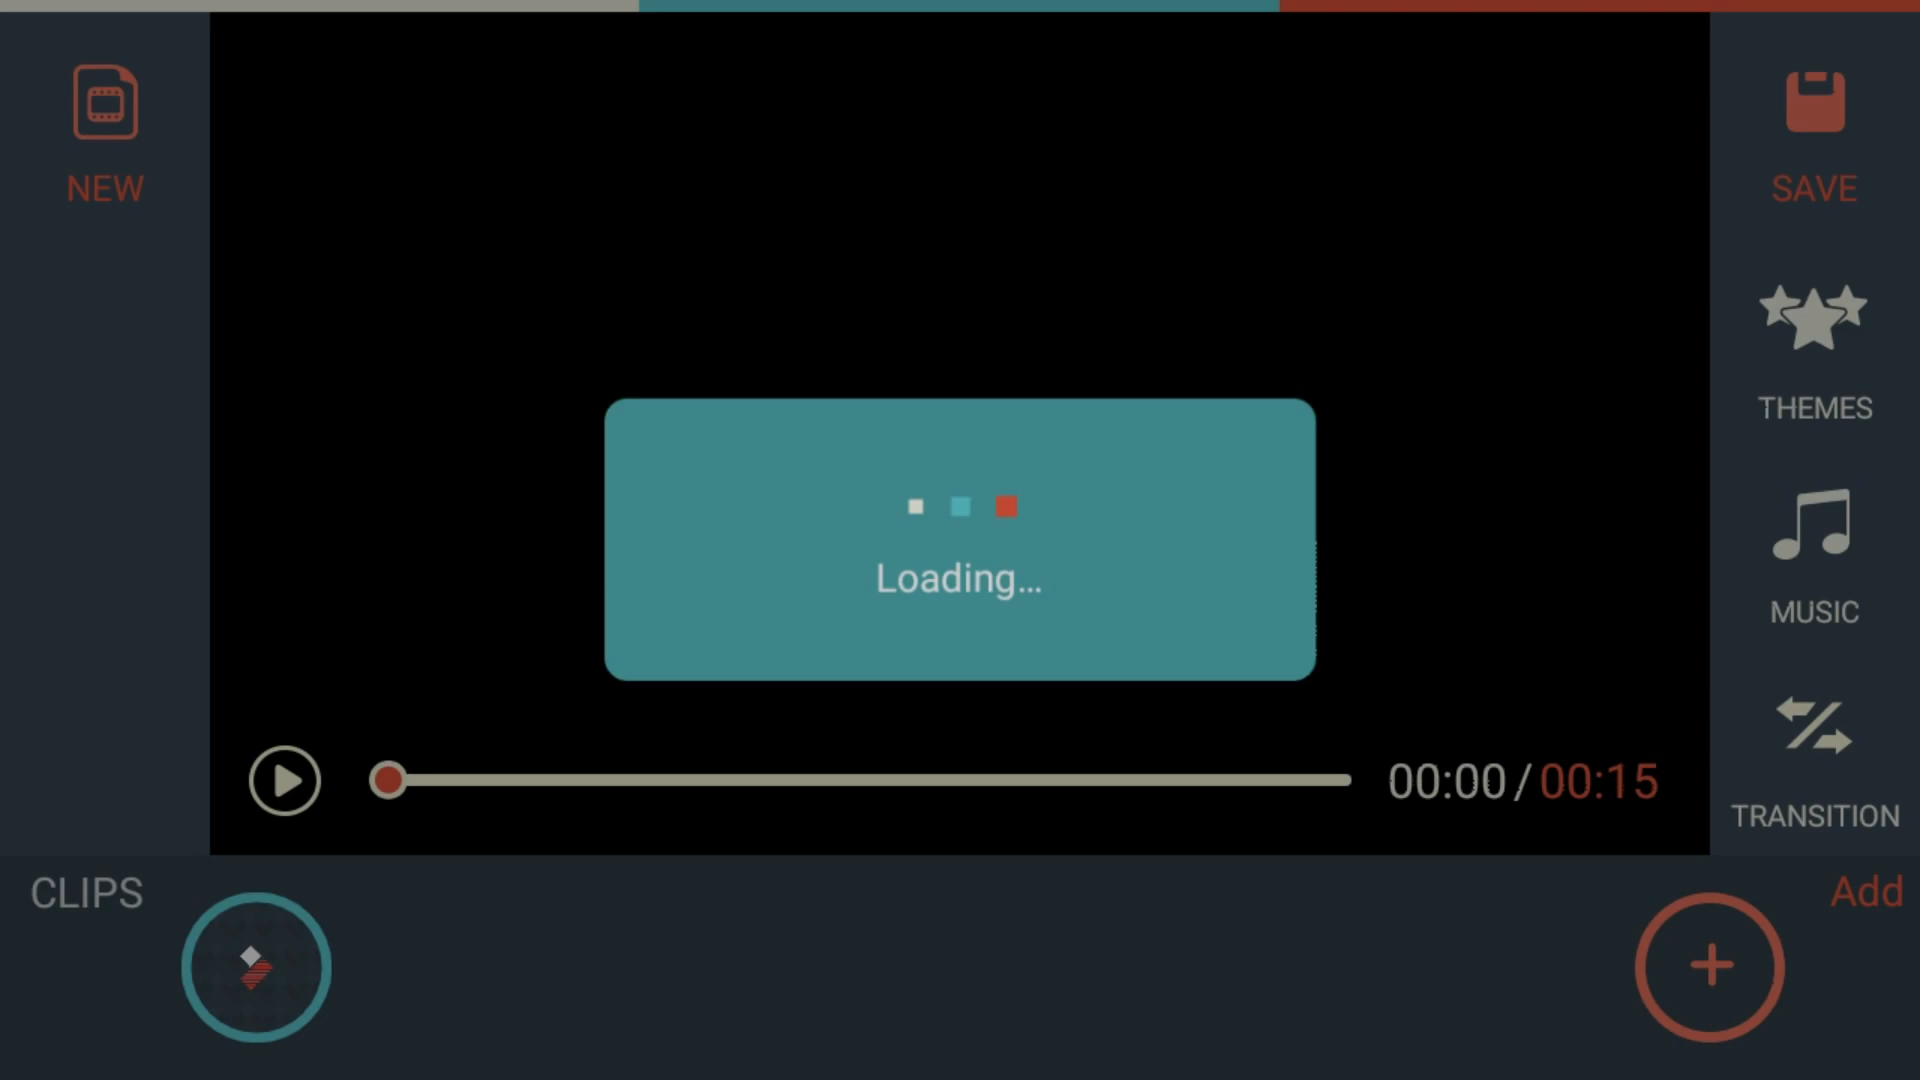 NEW
SAVE
THEMES
MUSIC
TRANSITION
Loading...
00:00/00:15
CLIPS
Add